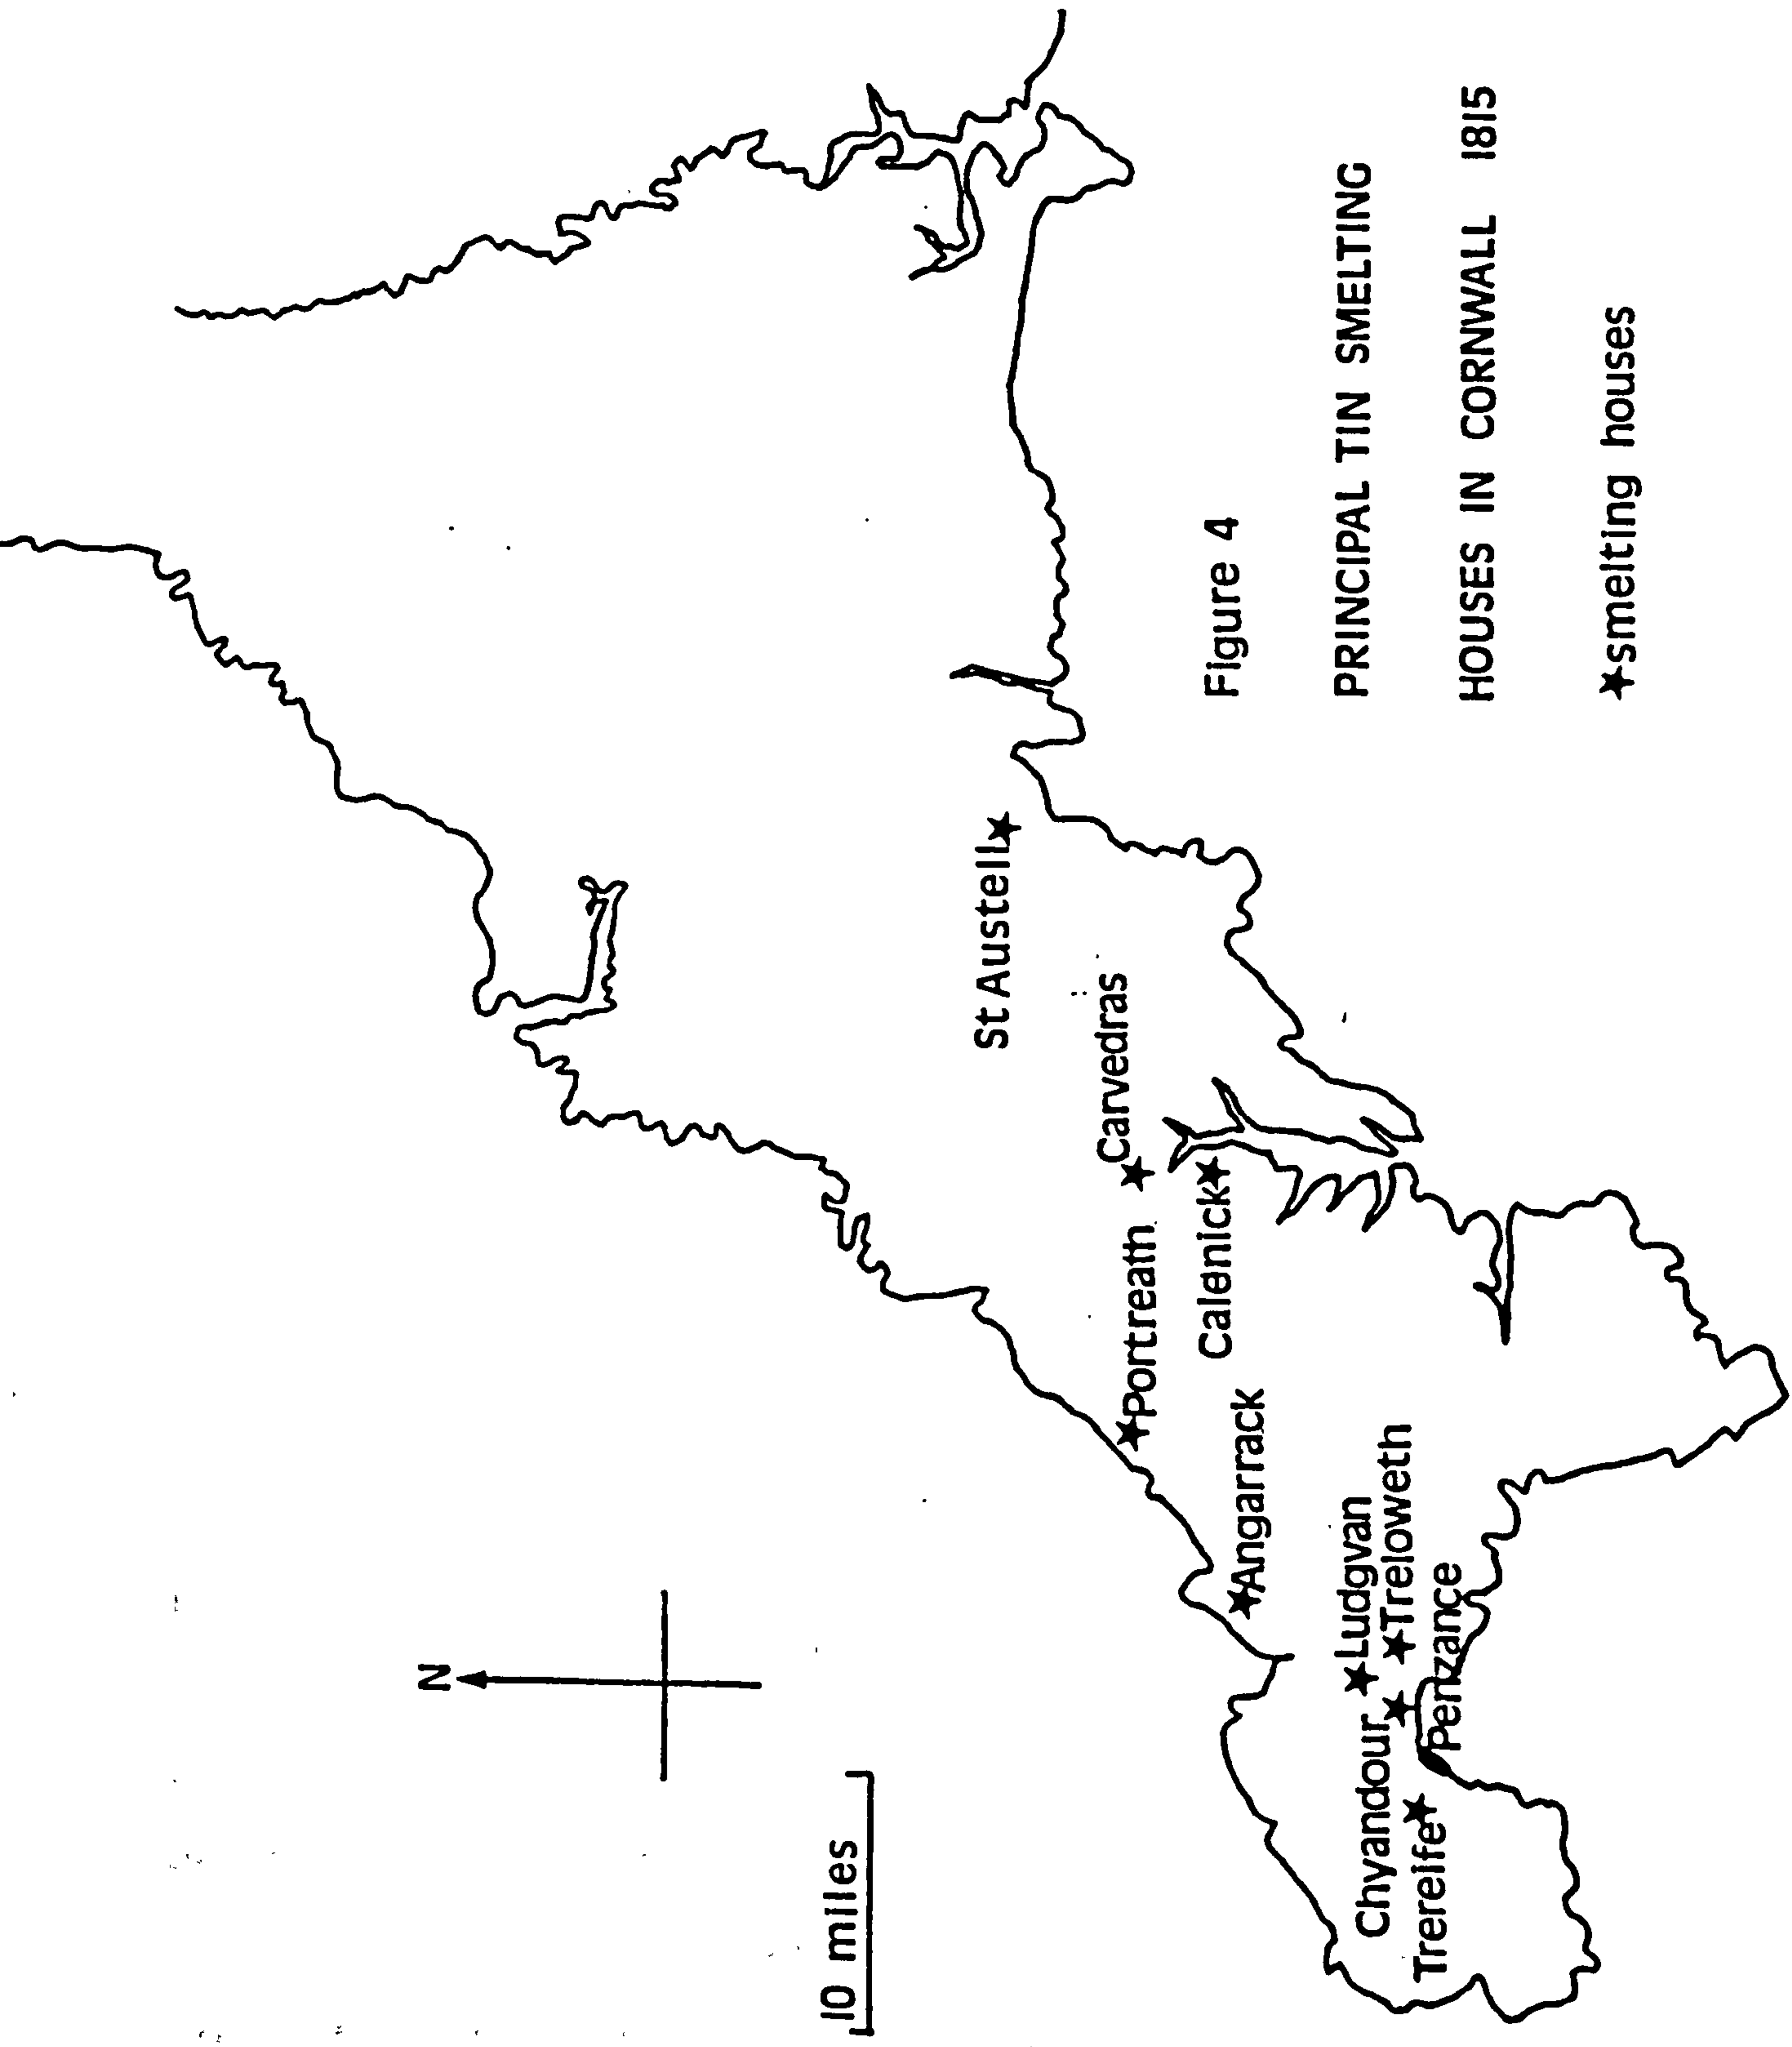 N
10 miles
St Austell
Carvedras
Portreath
Calenick
Angarrack
Ludgvan
Treloweth
Chyandour
Penzance
Trereife
Figure 4
PRINCIPAL TIN SMELTING
HOUSES IN CORNWALL 1815
★smelting houses